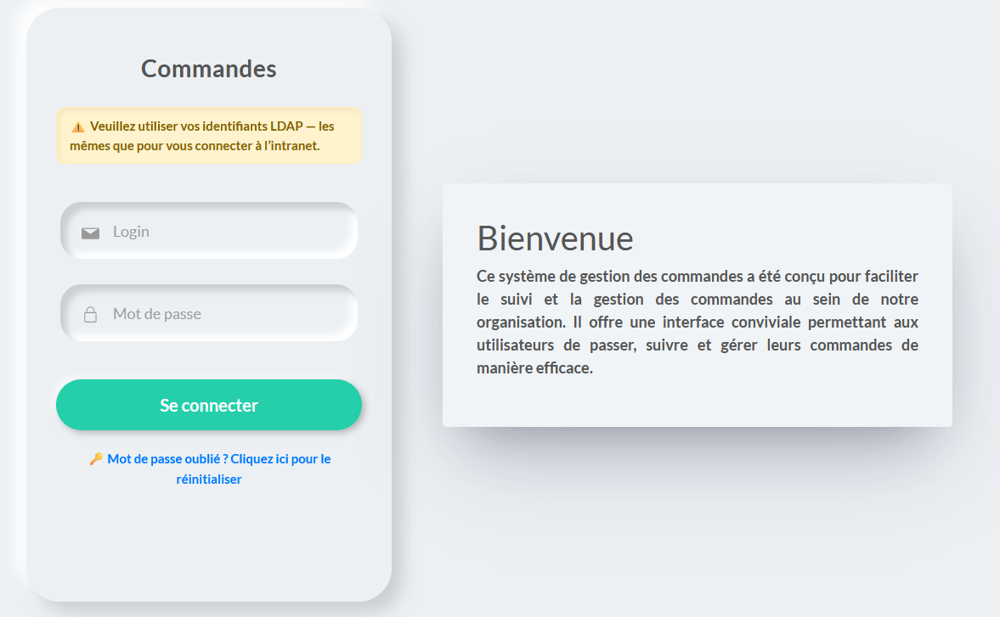 Commandes
⚠️ Veuillez utiliser vos identifiants LDAP — les
mêmes que pour vous connecter à l’intranet.
Login
Mot de passe
Se connecter
🔑 Mot de passe oublié ? Cliquez ici pour le
réinitialiser
Bienvenue
Ce système de gestion des commandes a été conçu pour faciliter
le suivi et la gestion des commandes au sein de notre
organisation. Il offre une interface conviviale permettant aux
utilisateurs de passer, suivre et gérer leurs commandes de
manière efficace.